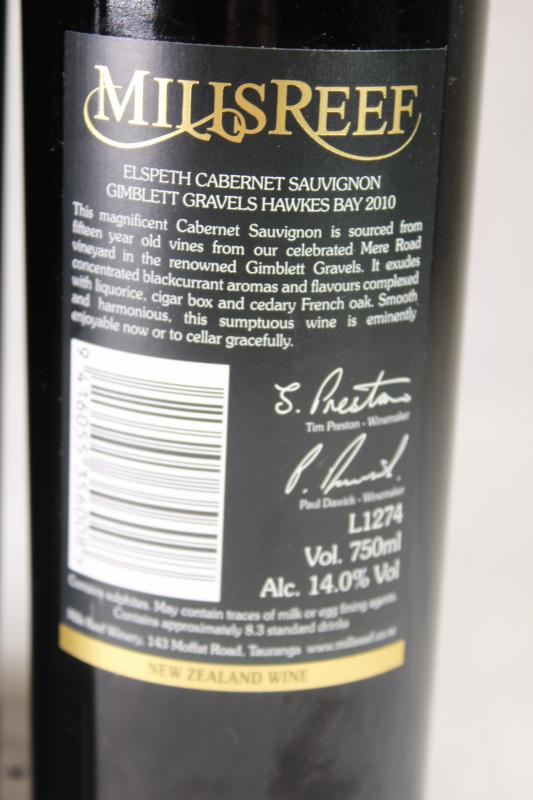 MILLSREEF
ELSPETH CABERNET SAUVIGNON
GIMBLETT GRAVELS HAWKES BAY 2010
This magnificent Cabernet Sauvignon is sourced from
fifteen year old vines from our celebrated Mere Road
vineyard in the renowned Gimblett Gravels. It exudes
concentrated blackcurrant aromas and flavours complexed
with liquorice, cigar box and cedary French oak. Smooth
and harmonious, this sumptuous wine is eminently
enjoyable now or to cellar gracefully.
Tim Preston - Winemaker
Paul Dawick - Winemaker
L1274
Vol. 750ml
Alc. 14.0% Vol
Contains sulphites. May contain traces of milk or egg fining agents
Contains approximately 8.3 standard drinks
Mills Reef Winery, 143 Moffat Road, Tauranga www.millsreef.co.nz
NEW ZEALAND WINE